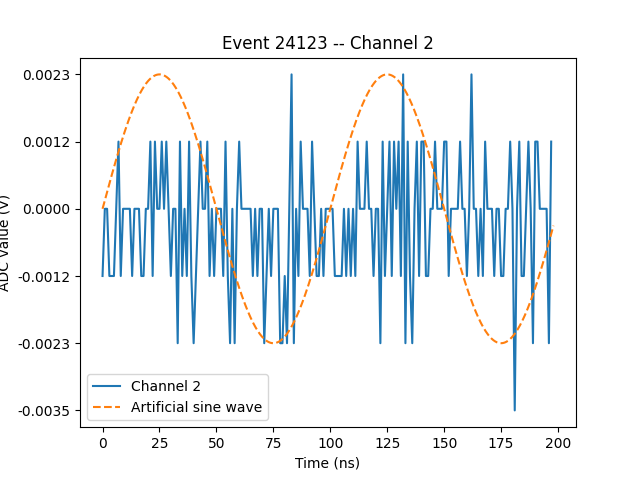 Event 24123 -- Channel 2
ADC Value (V)
0.0023
0.0012
0.0000
-0.0012
-0.0023
-0.0035
Channel 2
Artificial sine wave
0 25 50 75 100 125 150 175 200
Time (ns)